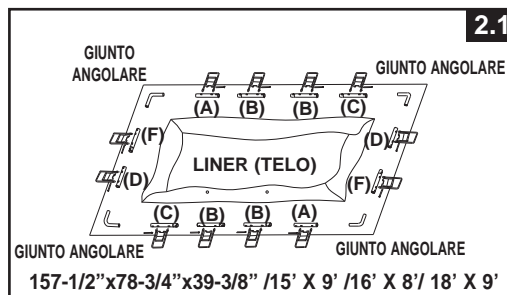 2.1
GIUNTO
ANGOLARE
GIUNTO ANGOLARE
(A) (B) (B) (C)
(F) (D)
LINER (TELO)
(D) (F)
(C) (B) (B) (A)
GIUNTO ANGOLARE GIUNTO ANGOLARE
157-1/2”x78-3/4”x39-3/8” /15’ X 9’ /16’ X 8’/ 18’ X 9’